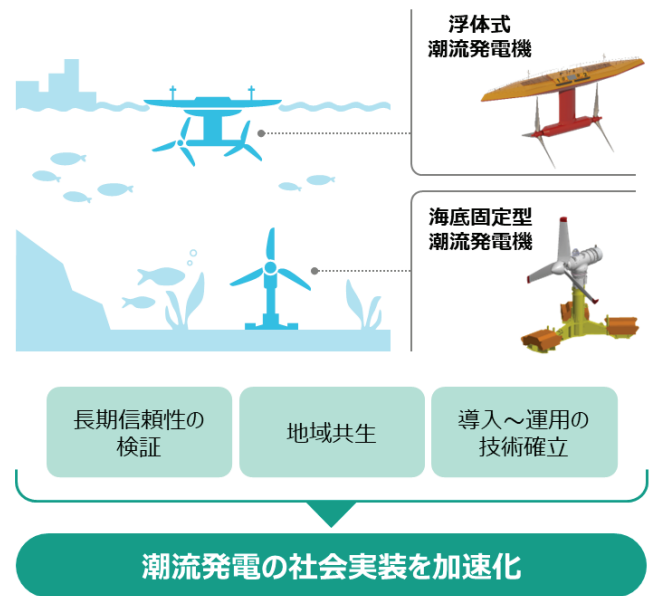 浮体式
潮流発電機
海底固定型
潮流発電機
長期信頼性の
検証
地域共生
導入～運用の
技術確立
潮流発電の社会実装を加速化